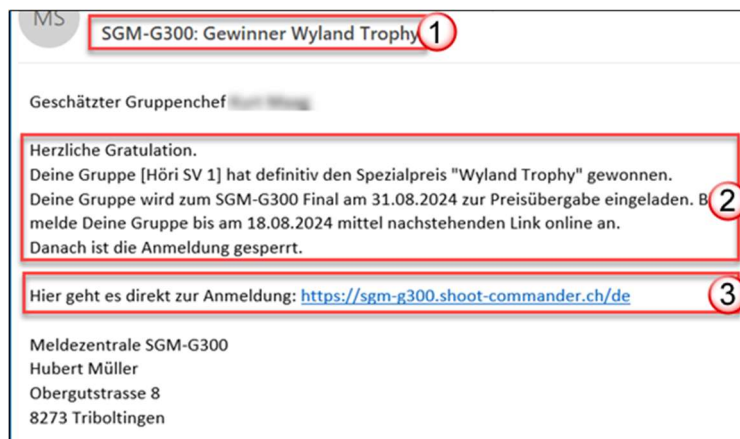 MS
SGM-G300: Gewinner Wyland Trophy
1
Geschätzter Gruppenchef
Herzliche Gratulation.
Deine Gruppe [Höri SV 1] hat definitiv den Spezialpreis "Wyland Trophy" gewonnen.
Deine Gruppe wird zum SGM-G300 Final am 31.08.2024 zur Preisübergabe eingeladen. B
2
melde Deine Gruppe bis am 18.08.2024 mittel nachstehenden Link online an.
Danach ist die Anmeldung gesperrt.
Hier geht es direkt zur Anmeldung: https://sgm-g300.shoot-commander.ch/de
3
Meldezentrale SGM-G300
Hubert Müller
Obergutstrasse 8
8273 Triboltingen